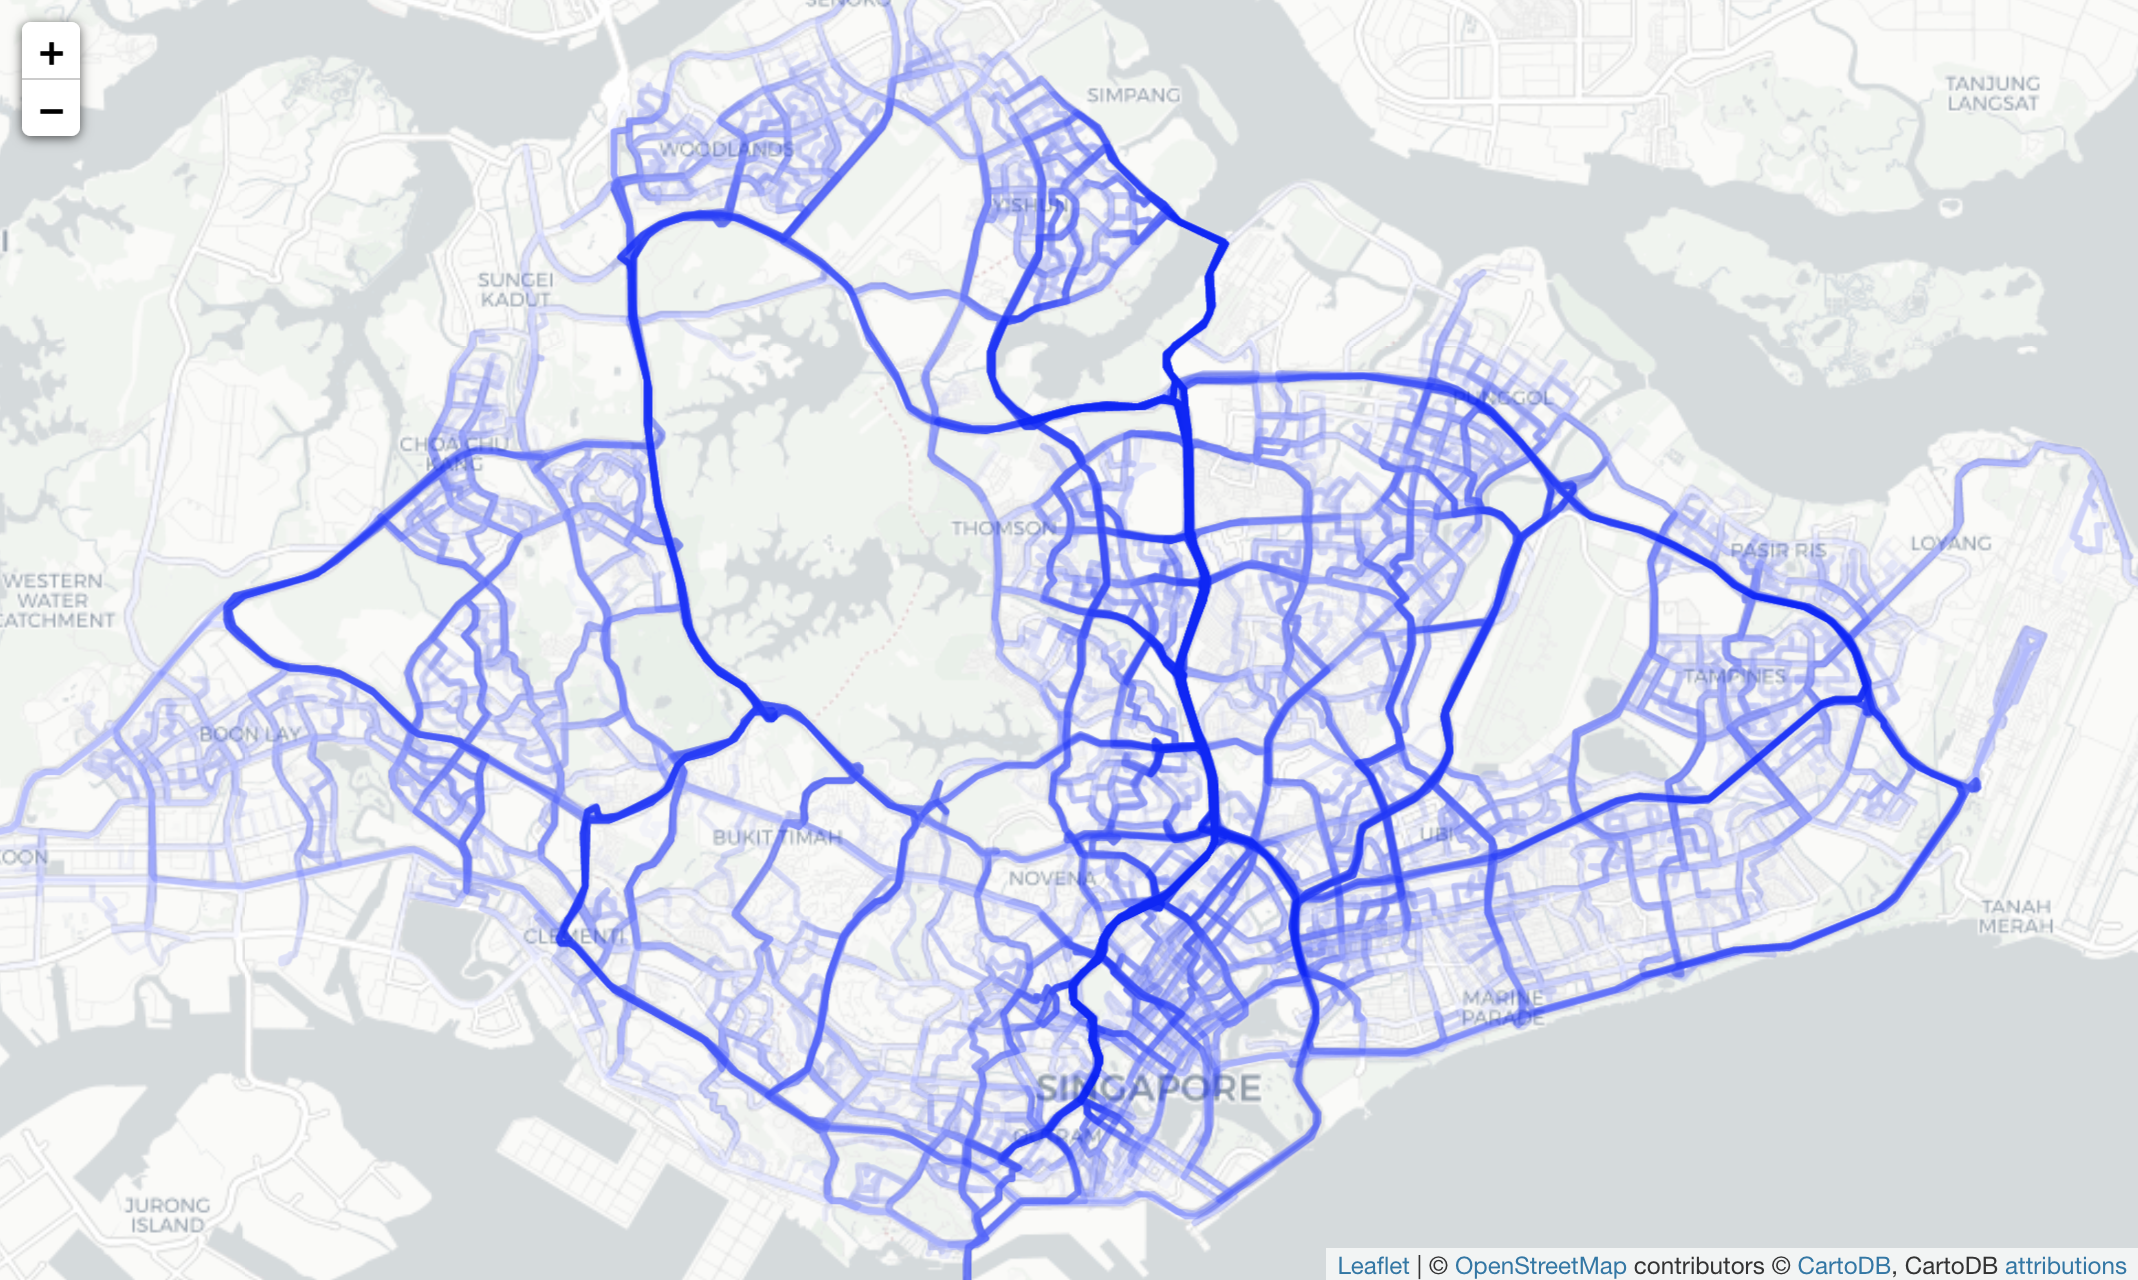 +
−
SENOKO
SIMPANG
TANJUNG
LANGSAT
WOODLANDS
YISHUN
SUNGEI
KADUT
PUNGGOL
CHOA CHU
KANG
THOMSON
LOYANG
PASIR RIS
WESTERN
WATER
CATCHMENT
TAMPINES
BOON LAY
BUKIT TIMAH
UBI
OON
NOVENA
TANAH
MERAH
CLEMENTI
MARINE
PARADE
SINGAPORE
OUTRAM
JURONG
ISLAND
Leaflet | © OpenStreetMap contributors © CartoDB, CartoDB attributions